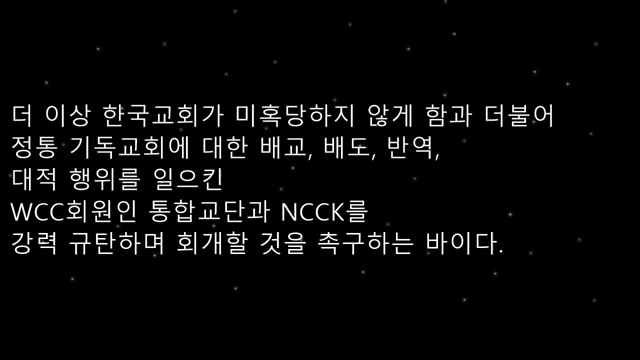 더 이상 한국교회가 미혹당하지 않게 함과 더불어
정통 기독교회에 대한 배교, 배도, 반역,
대적 행위를 일으킨
WCC회원인 통합교단과 NCCK를
강력 규탄하며 회개할 것을 촉구하는 바이다.